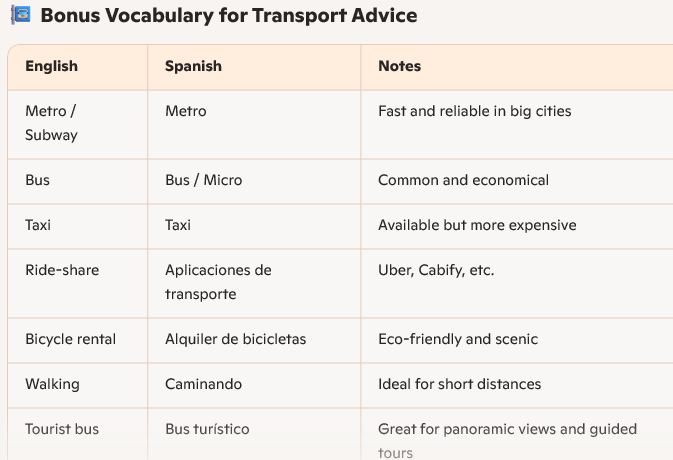 Bonus Vocabulary for Transport Advice
English Spanish Notes
Metro / Metro Fast and reliable in big cities
Subway
Bus Bus / Micro Common and economical
Taxi Taxi Available but more expensive
Ride-share Aplicaciones de Uber, Cabify, etc.
transporte
Bicycle rental Alquiler de bicicletas Eco-friendly and scenic
Walking Caminando Ideal for short distances
Tourist bus Bus turístico Great for panoramic views and guided
tours